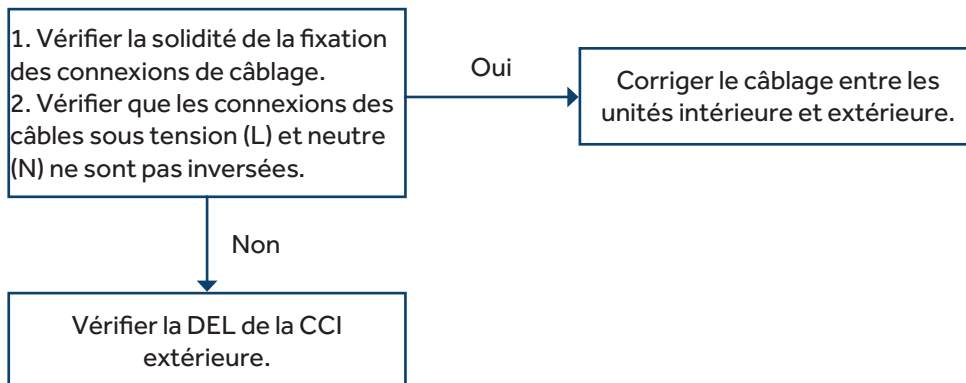 1. Vérifier la solidité de la fixation
des connexions de câblage.
2. Vérifier que les connexions des
câbles sous tension (L) et neutre
(N) ne sont pas inversées.
Oui
Corriger le câblage entre les
unités intérieure et extérieure.
Non
Vérifier la DEL de la CCI
extérieure.